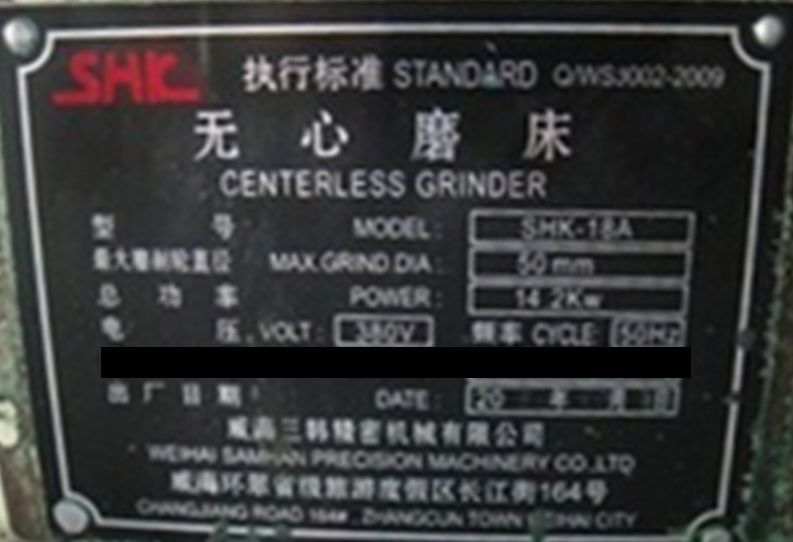 SHK 执行标准 STANDARD Q/WSJ002-2009
无心磨床
CENTERLESS GRINDER
型号 MODEL: SHK-18A
最大磨削轮直径 MAX.GRIND.DIA: 50mm
总功率 POWER: 14.2Kw
电压 VOLT: 380V 频率 CYCLE: 50Hz
出厂日期: DATE: 20 年 月 日
威海三韩精密机械有限公司
WEIHAI SAMHAN PRECISION MACHINERY CO.,LTD
威海环翠省级旅游度假区长江街164号
CHANGJIANG ROAD 164#, ZHANGCUN TOWN WEIHAI CITY